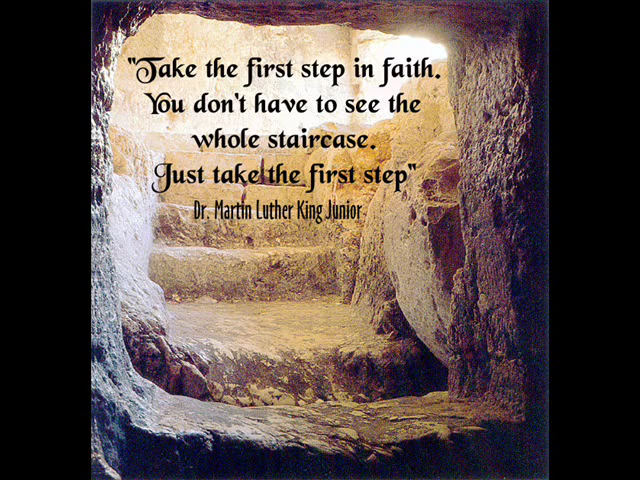 "Take the first step in faith.
You don't have to see the
whole staircase.
Just take the first step"
Dr. Martin Luther King Junior